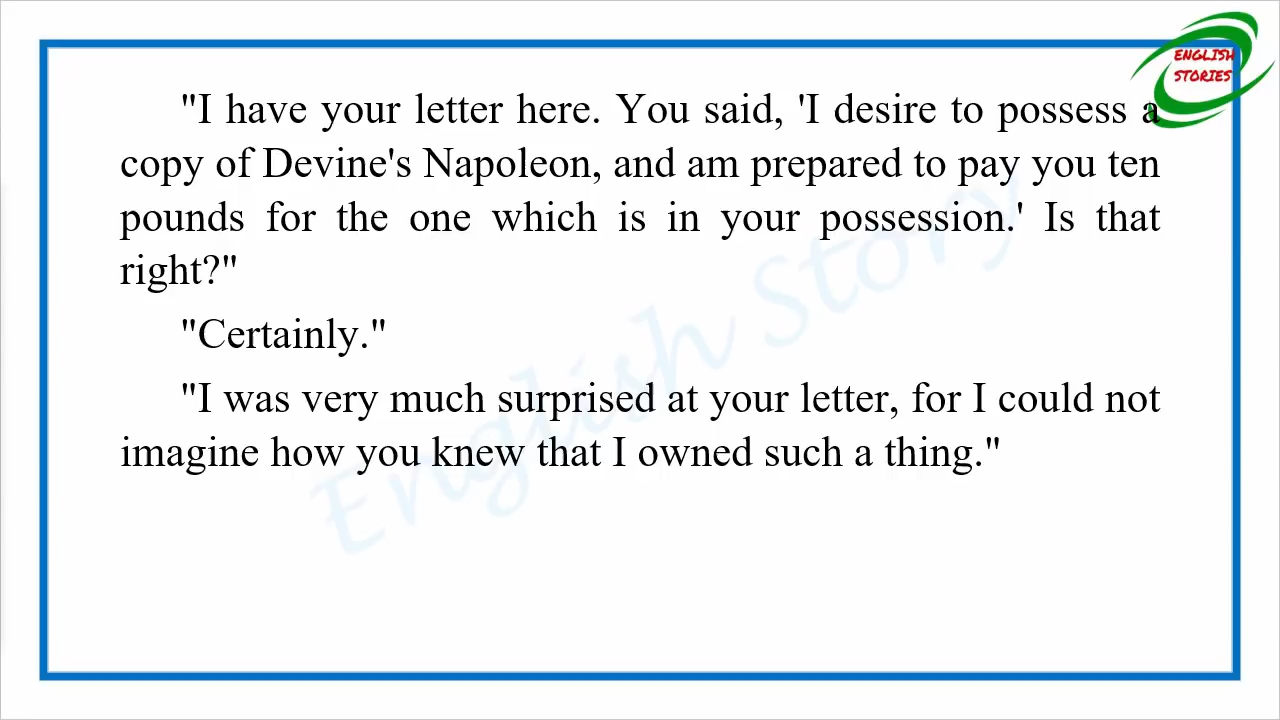 ENGLISH
STORIES
"I have your letter here. You said, 'I desire to possess a
copy of Devine's Napoleon, and am prepared to pay you ten
pounds for the one which is in your possession.' Is that
right?"
"Certainly."
"I was very much surprised at your letter, for I could not
imagine how you knew that I owned such a thing."
English Story